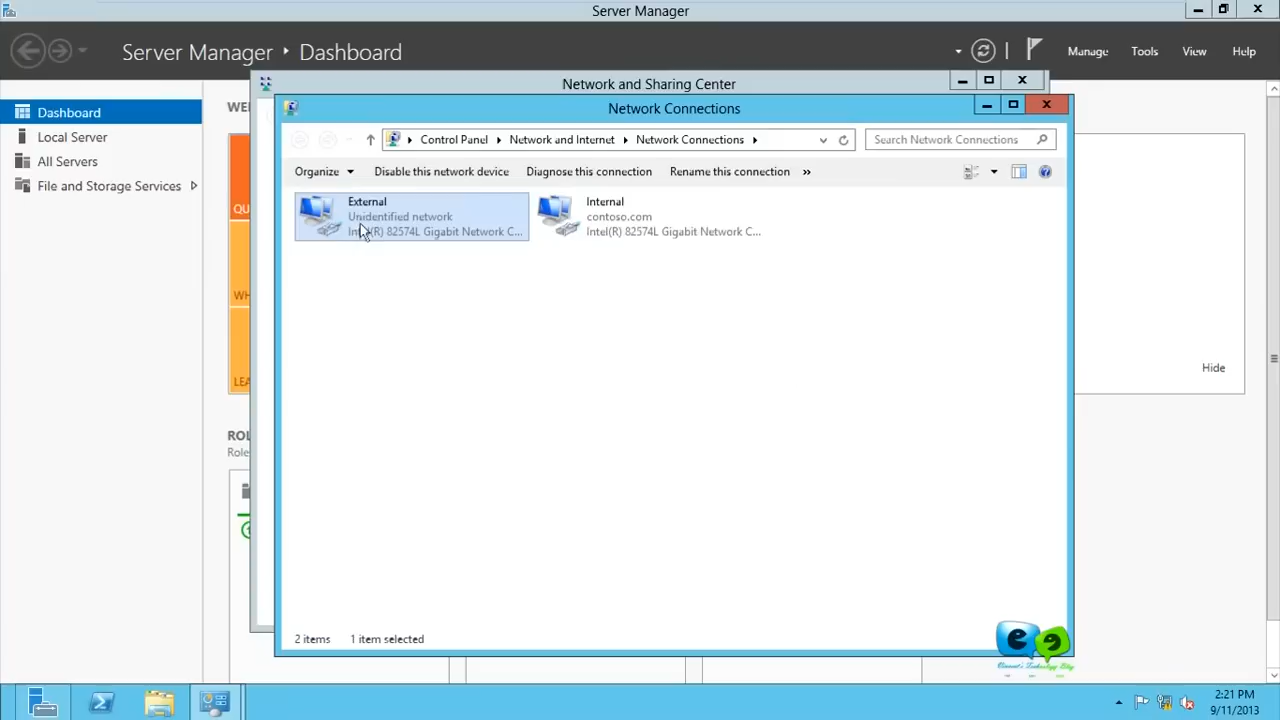 Server Manager
Server Manager Dashboard
Manage Tools View Help
Network and Sharing Center
Network Connections
Dashboard
Local Server
All Servers
File and Storage Services
Control Panel Network and Internet Network Connections
Search Network Connections
Organize Disable this network device Diagnose this connection Rename this connection »
External
Unidentified network
Intel(R) 82574L Gigabit Network C...
Internal
contoso.com
Intel(R) 82574L Gigabit Network C...
WE
QU
WH
LEA
Hide
ROL
Role
2 items 1 item selected
2:21 PM
9/11/2013